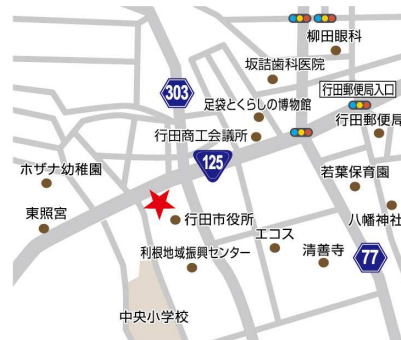 柳田眼科
坂詰歯科医院
303
行田郵便局入口
足袋とくらしの博物館
行田郵便局
行田商工会議所
125
ホザナ幼稚園
若葉保育園
東照宮
行田市役所
八幡神社
エコス
清善寺
77
利根地域振興センター
中央小学校